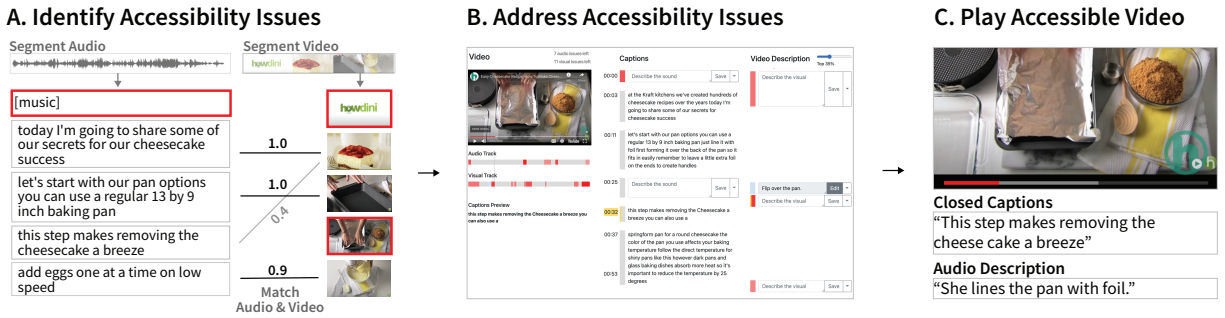 A. Identify Accessibility Issues
Segment Audio
Segment Video
howdini
[music]
howdini
today I'm going to share some of
our secrets for our cheesecake
success
1.0
let's start with our pan options
you can use a regular 13 by 9
inch baking pan
1.0
0.4
this step makes removing the
cheesecake a breeze
add eggs one at a time on low
speed
0.9
Match
Audio & Video
B. Address Accessibility Issues
Video
7 audio issues left
11 visual issues left
Audio Track
Visual Track
Captions Preview
this step makes removing the Cheesecake a breeze you
can also use a
Captions
00:00
Describe the sound
Save
00:03
at the Kraft kitchens we've created hundreds of
cheesecake recipes over the years today I'm
going to share some of our secrets for
cheesecake success
00:11
let's start with our pan options you can use a
regular 13 by 9 inch baking pan just line it with
foil first forming it over the back of the pan so it
fits in easily remember to leave a little extra foil
on the ends to create handles
00:25
Describe the sound
Save
00:32
this step makes removing the Cheesecake a
breeze you can also use a
00:37
springform pan for a round cheesecake the
color of the pan you use affects your baking
temperature follow the direct temperature for
shiny pans like this however dark pans and
glass baking dishes absorb more heat so it's
important to reduce the temperature by 25
degrees
00:53
Video Description
Top 35%
Describe the visual
Save
Flip over the pan.
Edit
Describe the visual
Save
Describe the visual
Save
C. Play Accessible Video
h
h
Closed Captions
“This step makes removing the
cheese cake a breeze”
Audio Description
“She lines the pan with foil.”